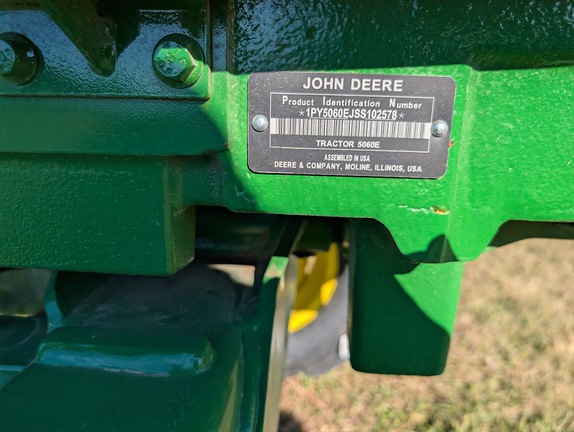 JOHN DEERE
Product Identification Number
*1PY5060EJSS102578*
TRACTOR 5060E
ASSEMBLED IN USA
DEERE & COMPANY, MOLINE, ILLINOIS, USA